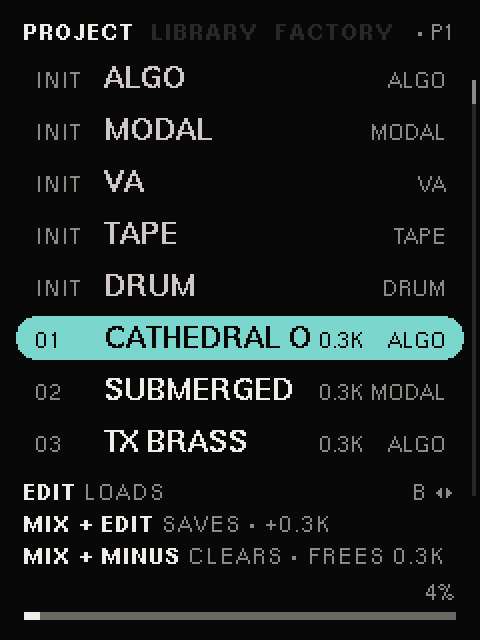 PROJECT LIBRARY FACTORY · P1
INIT ALGO ALGO
INIT MODAL MODAL
INIT VA VA
INIT TAPE TAPE
INIT DRUM DRUM
01 CATHEDRAL O 0.3K ALGO
02 SUBMERGED 0.3K MODAL
03 TX BRASS 0.3K ALGO
EDIT LOADS B
MIX + EDIT SAVES · +0.3K
MIX + MINUS CLEARS · FREES 0.3K
4%